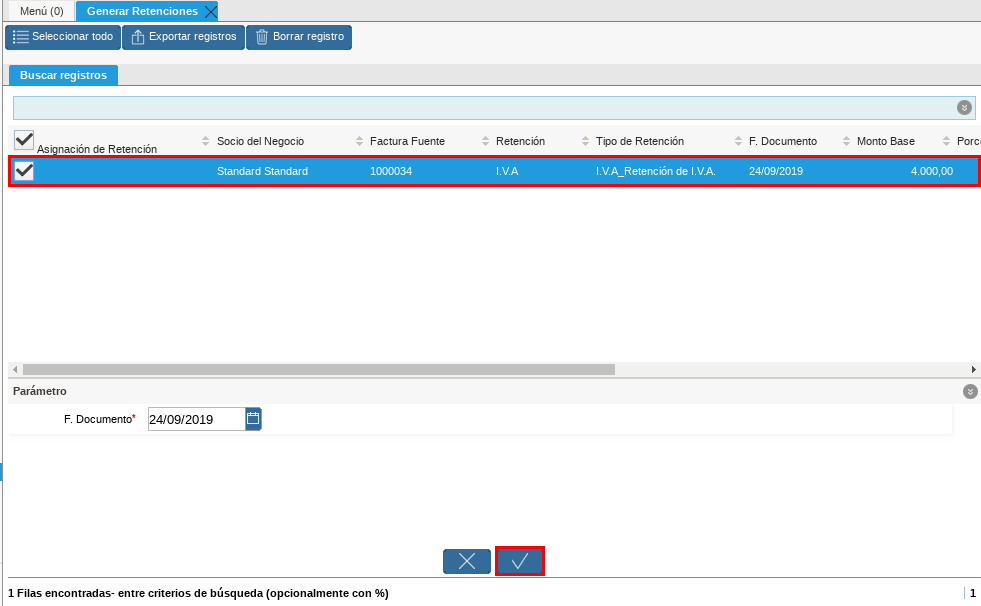 Menú (0) Generar Retenciones
Seleccionar todo Exportar registros Borrar registro
Buscar registros
Asignación de Retención Socio del Negocio Factura Fuente Retención Tipo de Retención F. Documento Monto Base Porc
Standard Standard 1000034 I.V.A I.V.A_Retención de I.V.A. 24/09/2019 4.000,00
Parámetro
F. Documento* 24/09/2019
1 Filas encontradas- entre criterios de búsqueda (opcionalmente con %) 1